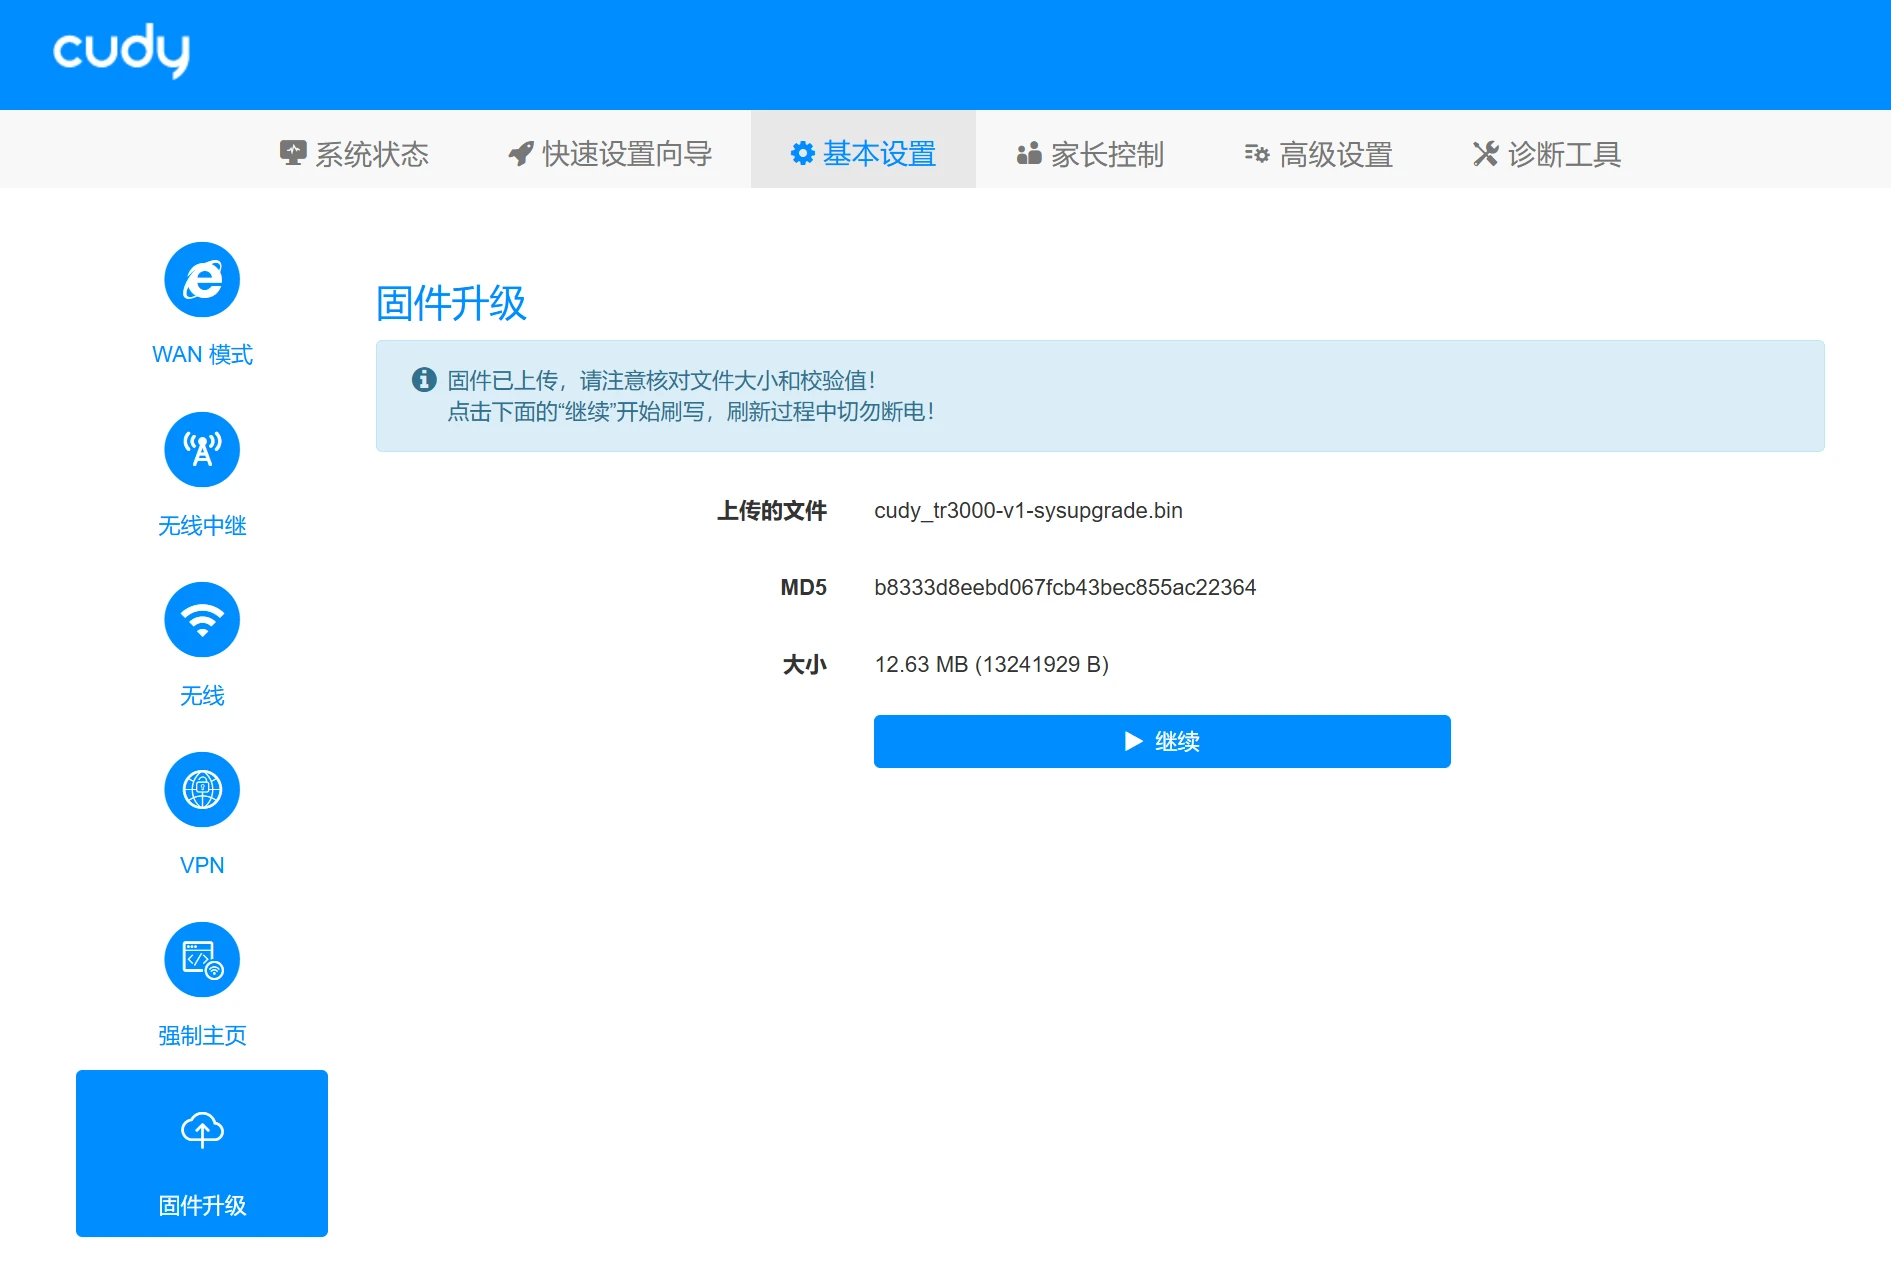 cudy
系统状态
快速设置向导
基本设置
家长控制
高级设置
诊断工具
WAN 模式
无线中继
无线
VPN
强制主页
固件升级
固件升级
固件已上传，请注意核对文件大小和校验值！
点击下面的“继续”开始刷写，刷新过程中切勿断电！
上传的文件 cudy_tr3000-v1-sysupgrade.bin
MD5 b8333d8eebd067fcb43bec855ac22364
大小 12.63 MB (13241929 B)
继续